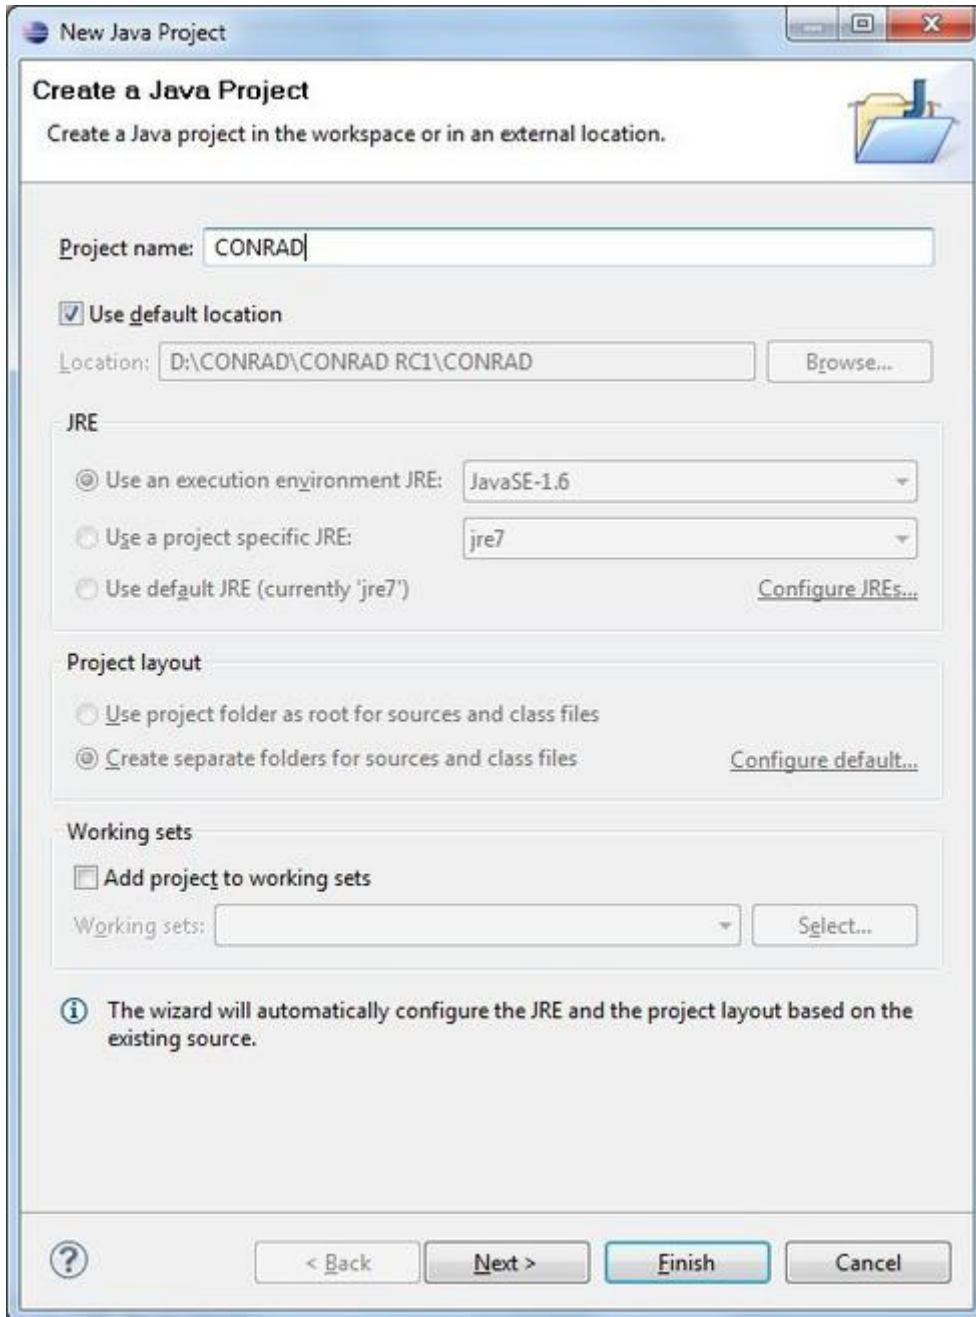 New Java Project
Create a Java Project
Create a Java project in the workspace or in an external location.
Project name: CONRAD
Use default location
Location: D:\CONRAD\CONRAD RC1\CONRAD Browse...
JRE
Use an execution environment JRE: JavaSE-1.6
Use a project specific JRE: jre7
Use default JRE (currently 'jre7') Configure JREs...
Project layout
Use project folder as root for sources and class files
Create separate folders for sources and class files Configure default...
Working sets
Add project to working sets
Working sets: Select...
The wizard will automatically configure the JRE and the project layout based on the
existing source.
< Back Next > Finish Cancel